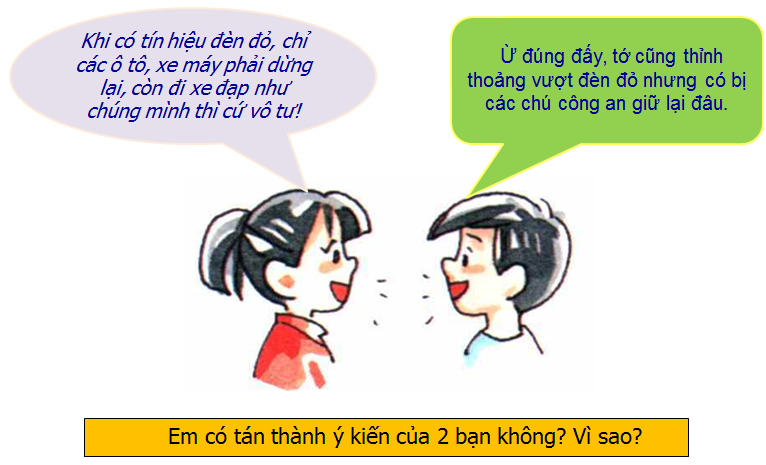 Khi có tín hiệu đèn đỏ, chỉ
các ô tô, xe máy phải dừng
lại, còn đi xe đạp như
chúng mình thì cứ vô tư!
Ừ đúng đấy, tớ cũng thỉnh
thoảng vượt đèn đỏ nhưng có bị
các chú công an giữ lại đâu.
Em có tán thành ý kiến của 2 bạn không? Vì sao?